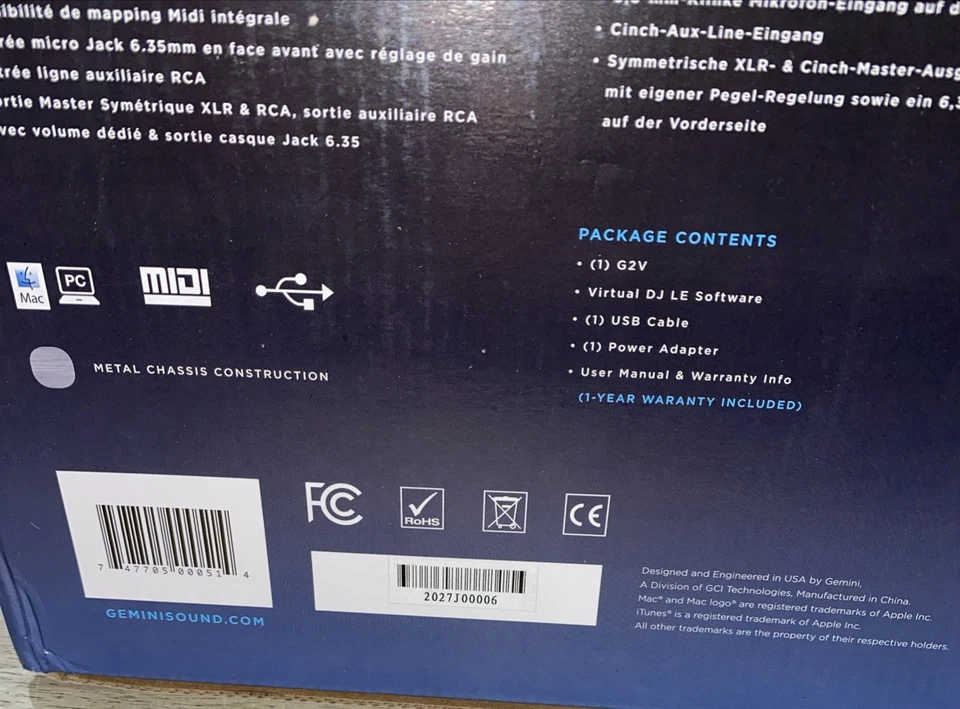 de mapping Midi intégrale
micro Jack 6.35mm en face avant avec réglage de gain
ligne auxiliaire RCA
Master Symétrique XLR & RCA, sortie auxiliaire RCA
volume dédié & sortie casque Jack 6.35
Mikrofon-Eingang auf
• Cinch-Aux-Line-Eingang
• Symmetrische XLR- & Cinch-Master-Ausg
mit eigener Pegel-Regelung sowie ein 6,3
auf der Vorderseite
Mac
PC
MIDI
METAL CHASSIS CONSTRUCTION
PACKAGE CONTENTS
• (1) G2V
• Virtual DJ LE Software
• (1) USB Cable
• (1) Power Adapter
• User Manual & Warranty Info
(1-YEAR WARANTY INCLUDED)
7 47705 00051 4
GEMINISOUND.COM
FC
RoHS
CE
2027J00006
Designed and Engineered in USA by Gemini,
A Division of GCI Technologies, Manufactured in China.
Mac® and Mac logo® are registered trademarks of Apple Inc.
iTunes® is a registered trademark of Apple Inc.
All other trademarks are the property of their respective holders.